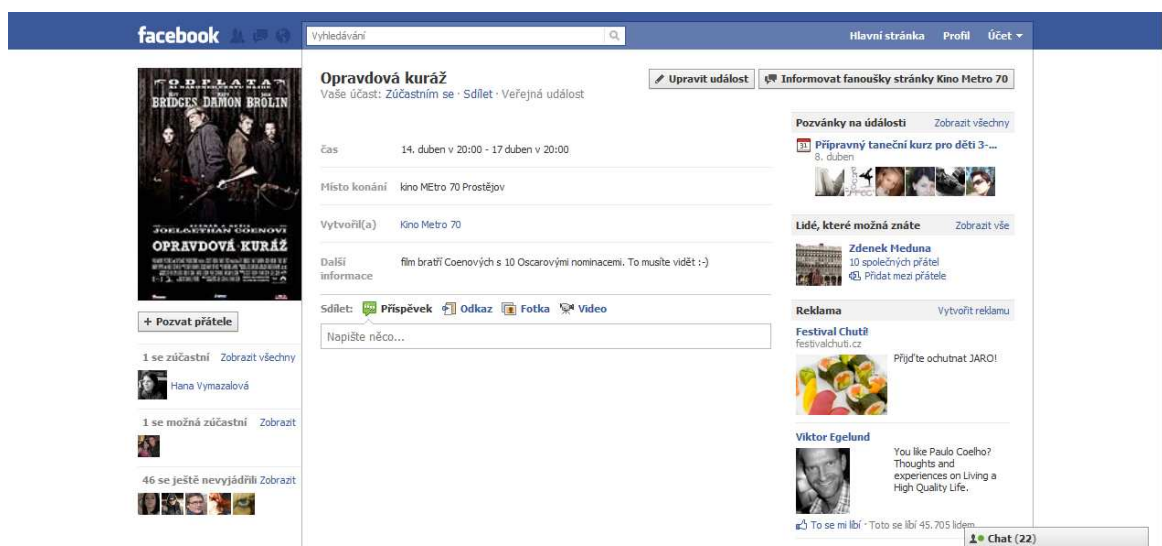 facebook
Vyhledávání
Hlavní stránka Profil Účet
ODPLATA
BRIDGES DAMON BROLIN
JOEL&ETHAN COENOVI
OPRAVDOVÁ KURÁŽ
+ Pozvat přátele
1 se zúčastní Zobrazit všechny
Hana Vymazalová
1 se možná zúčastní Zobrazit
46 se ještě nevyjádřili Zobrazit
Opravdová kuráž
Vaše účast: Zúčastním se · Sdílet · Veřejná událost
Upravit událost
Informovat fanoušky stránky Kino Metro 70
čas 14. duben v 20:00 - 17 duben v 20:00
Místo konání kino MEtro 70 Prostějov
Vytvořil(a) Kino Metro 70
Další
informace
film bratří Coenových s 10 Oscarovými nominacemi. To musíte vidět :-)
Sdílet: Příspěvek Odkaz Fotka Video
Napište něco...
Pozvánky na údálosti Zobrazit všechny
31 Přípravný taneční kurz pro děti 3-...
8. duben
Lidé, které možná znáte Zobrazit vše
Zdenek Meduna
10 společných přátel
Přidat mezi přátele
Reklama Vytvořit reklamu
Festival Chutí!
festivalchuti.cz
Přijďte ochutnat JARO!
Viktor Egelund
You like Paulo Coelho?
Thoughts and
experiences on Living a
High Quality Life.
To se mi líbí · Toto se líbí 45.705 lidem
Chat (22)